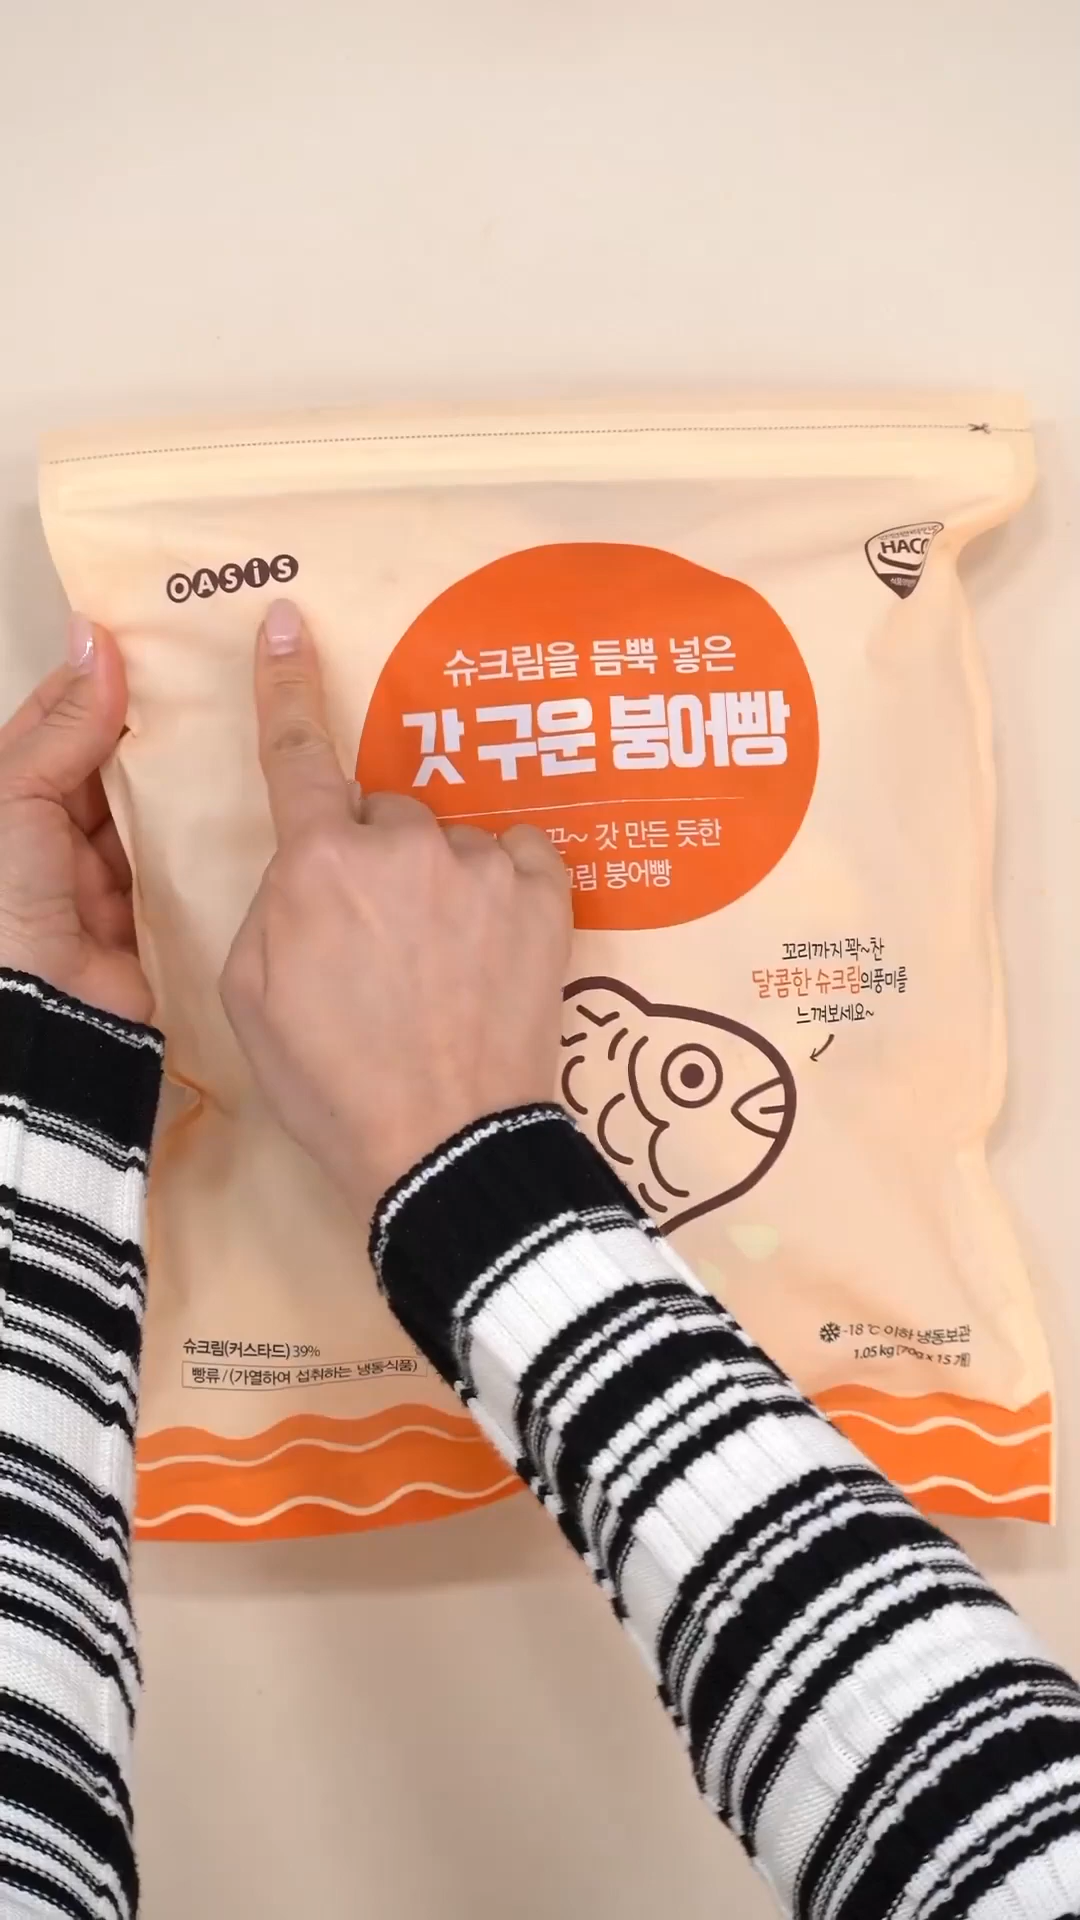 OASiS
슈크림을 듬뿍 넣은
갓 구운 붕어빵
갓 만든 듯한
붕어빵
꼬리까지 꽉~찬
달콤한 슈크림의풍미를
느껴보세요~
슈크림(커스타드) 39%
빵류 / (가열하여 섭취하는 냉동식품)
-18 ℃ 이하 냉동보관
1.05 kg [70g x 15 개]